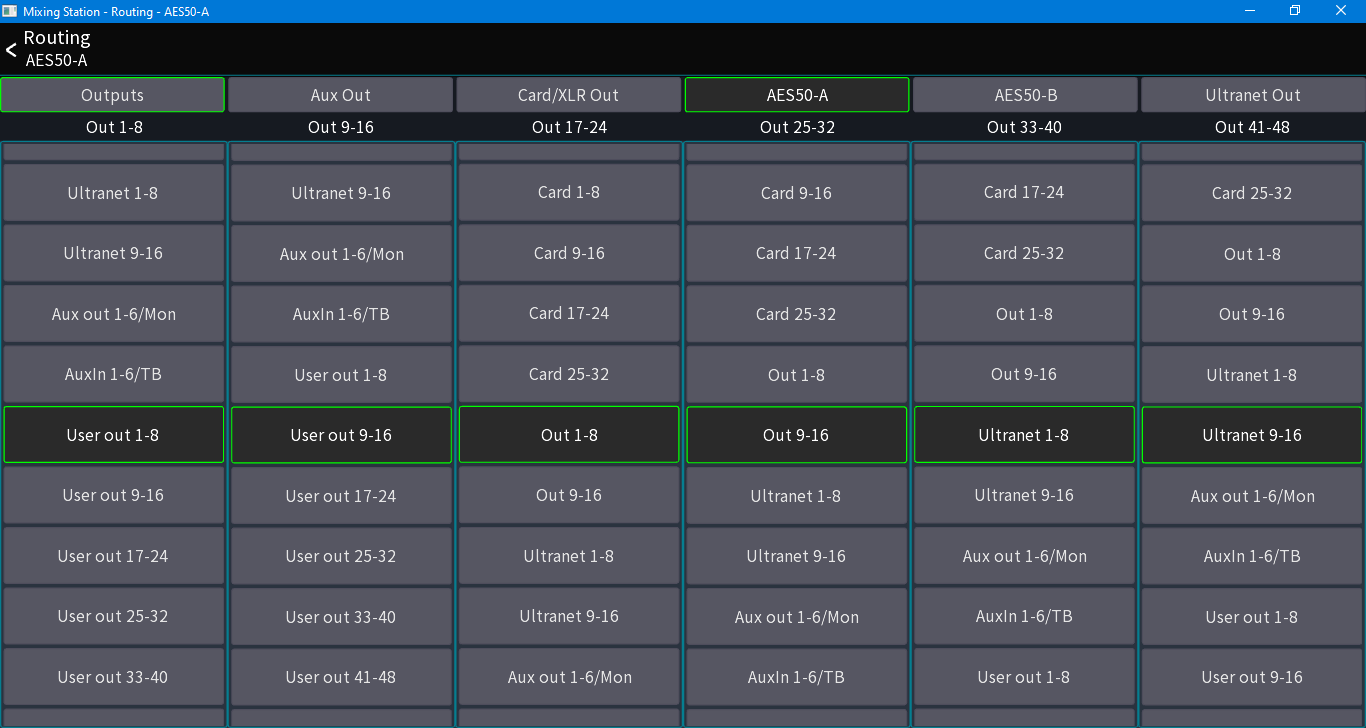 Mixing Station - Routing - AES50-A
Routing
AES50-A
Outputs Aux Out Card/XLR Out AES50-A AES50-B Ultranet Out
Out 1-8 Out 9-16 Out 17-24 Out 25-32 Out 33-40 Out 41-48
Ultranet 1-8 Ultranet 9-16 Card 1-8 Card 9-16 Card 17-24 Card 25-32
Ultranet 9-16 Aux out 1-6/Mon Card 9-16 Card 17-24 Card 25-32 Out 1-8
Aux out 1-6/Mon AuxIn 1-6/TB Card 17-24 Card 25-32 Out 1-8 Out 9-16
AuxIn 1-6/TB User out 1-8 Card 25-32 Out 1-8 Out 9-16 Ultranet 1-8
User out 1-8 User out 9-16 Out 1-8 Out 9-16 Ultranet 1-8 Ultranet 9-16
User out 9-16 User out 17-24 Out 9-16 Ultranet 1-8 Ultranet 9-16 Aux out 1-6/Mon
User out 17-24 User out 25-32 Ultranet 1-8 Ultranet 9-16 Aux out 1-6/Mon AuxIn 1-6/TB
User out 25-32 User out 33-40 Ultranet 9-16 Aux out 1-6/Mon AuxIn 1-6/TB User out 1-8
User out 33-40 User out 41-48 Aux out 1-6/Mon AuxIn 1-6/TB User out 1-8 User out 9-16